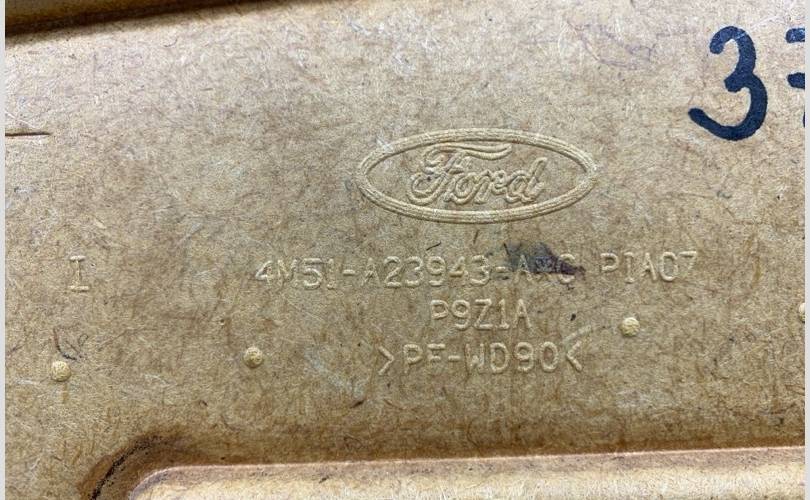 3
Ford
I
4M51-A23943- PIA07
P9Z1A
>PF-WD90<